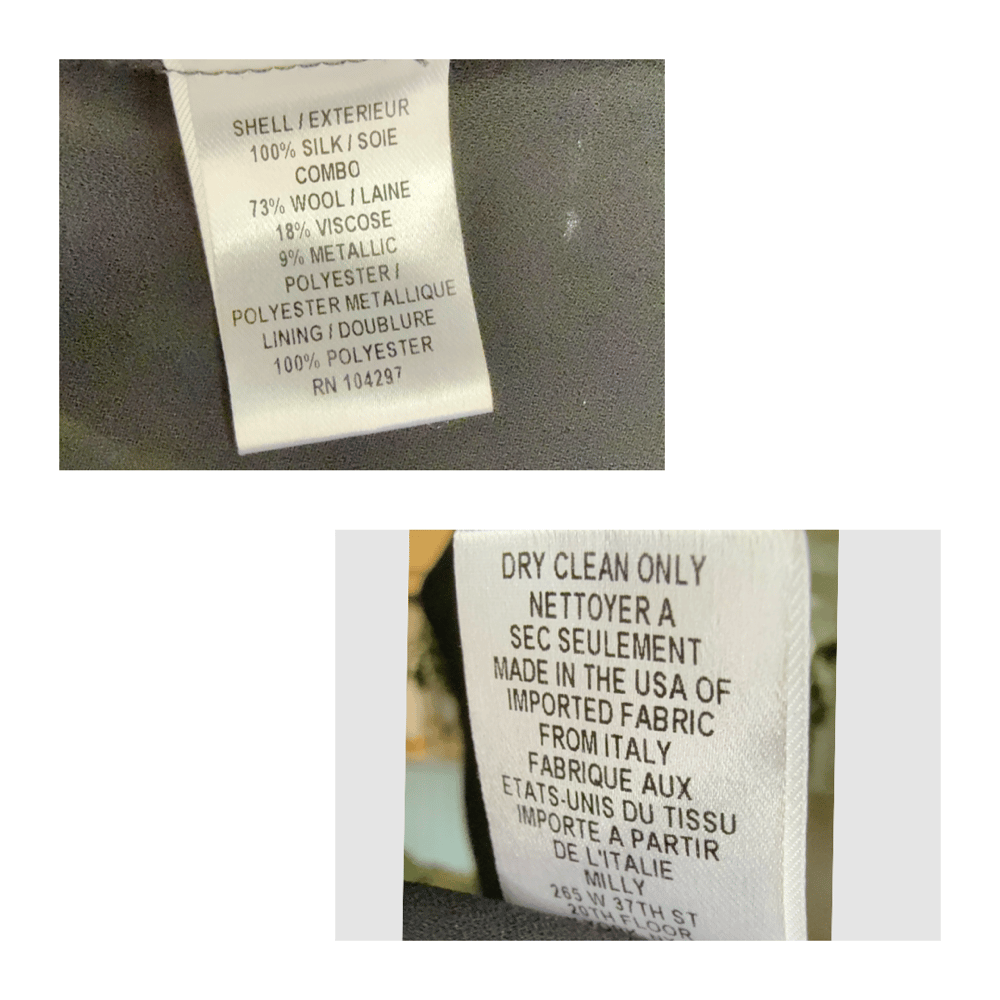 SHELL / EXTERIEUR
100% SILK / SOIE
COMBO
73% WOOL / LAINE
18% VISCOSE
9% METALLIC
POLYESTER /
POLYESTER METALLIQUE
LINING / DOUBLURE
100% POLYESTER
RN 104297
DRY CLEAN ONLY
NETTOYER A
SEC SEULEMENT
MADE IN THE USA OF
IMPORTED FABRIC
FROM ITALY
FABRIQUE AUX
ETATS-UNIS DU TISSU
IMPORTE A PARTIR
DE L'ITALIE
MILLY
265 W 37TH ST
20TH FLOOR